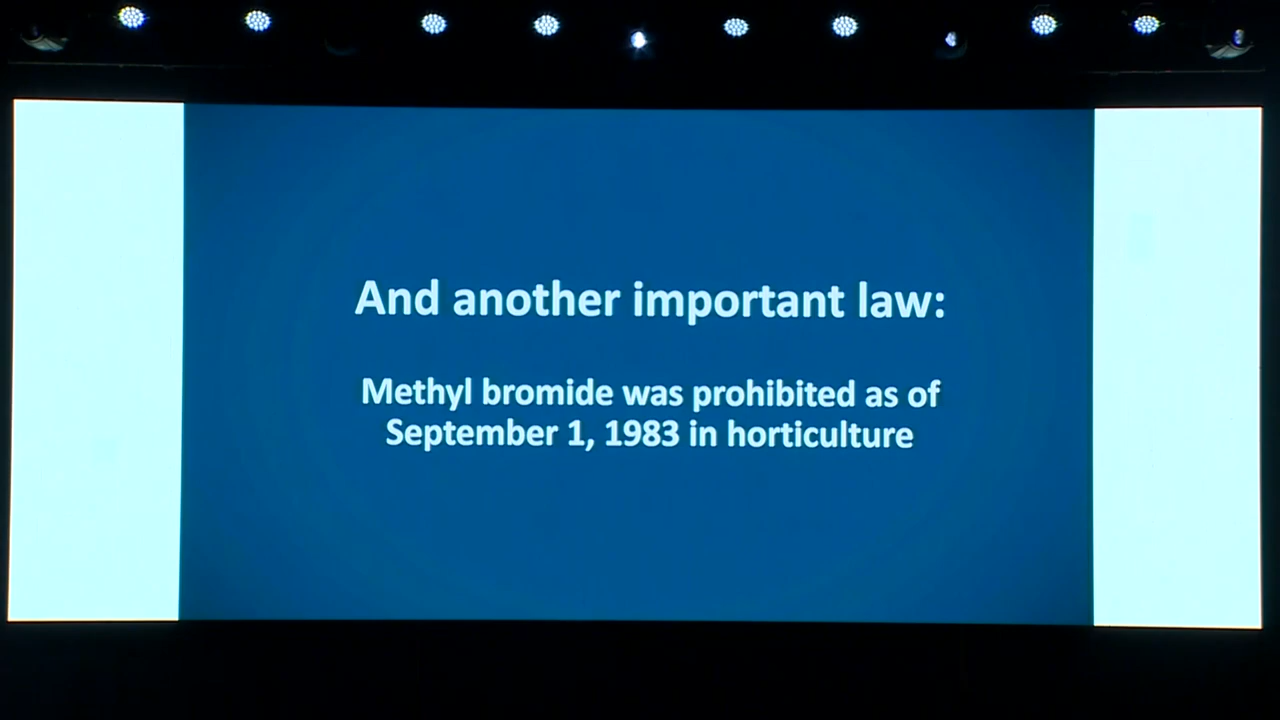 And another important law:
Methyl bromide was prohibited as of
September 1, 1983 in horticulture